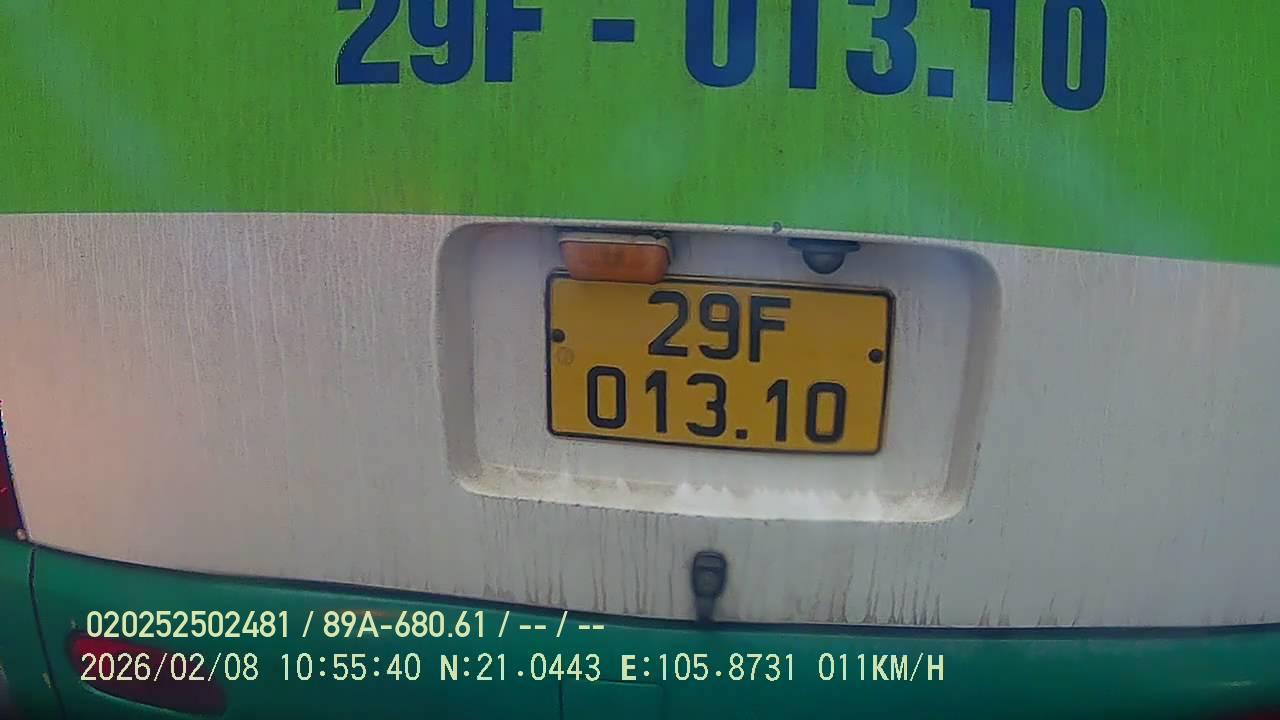 29F - 013.10
29F
013.10
020252502481 / 89A-680.61 / -- / --
2026/02/08 10:55:40 N:21.0443 E:105.8731 011KM/H